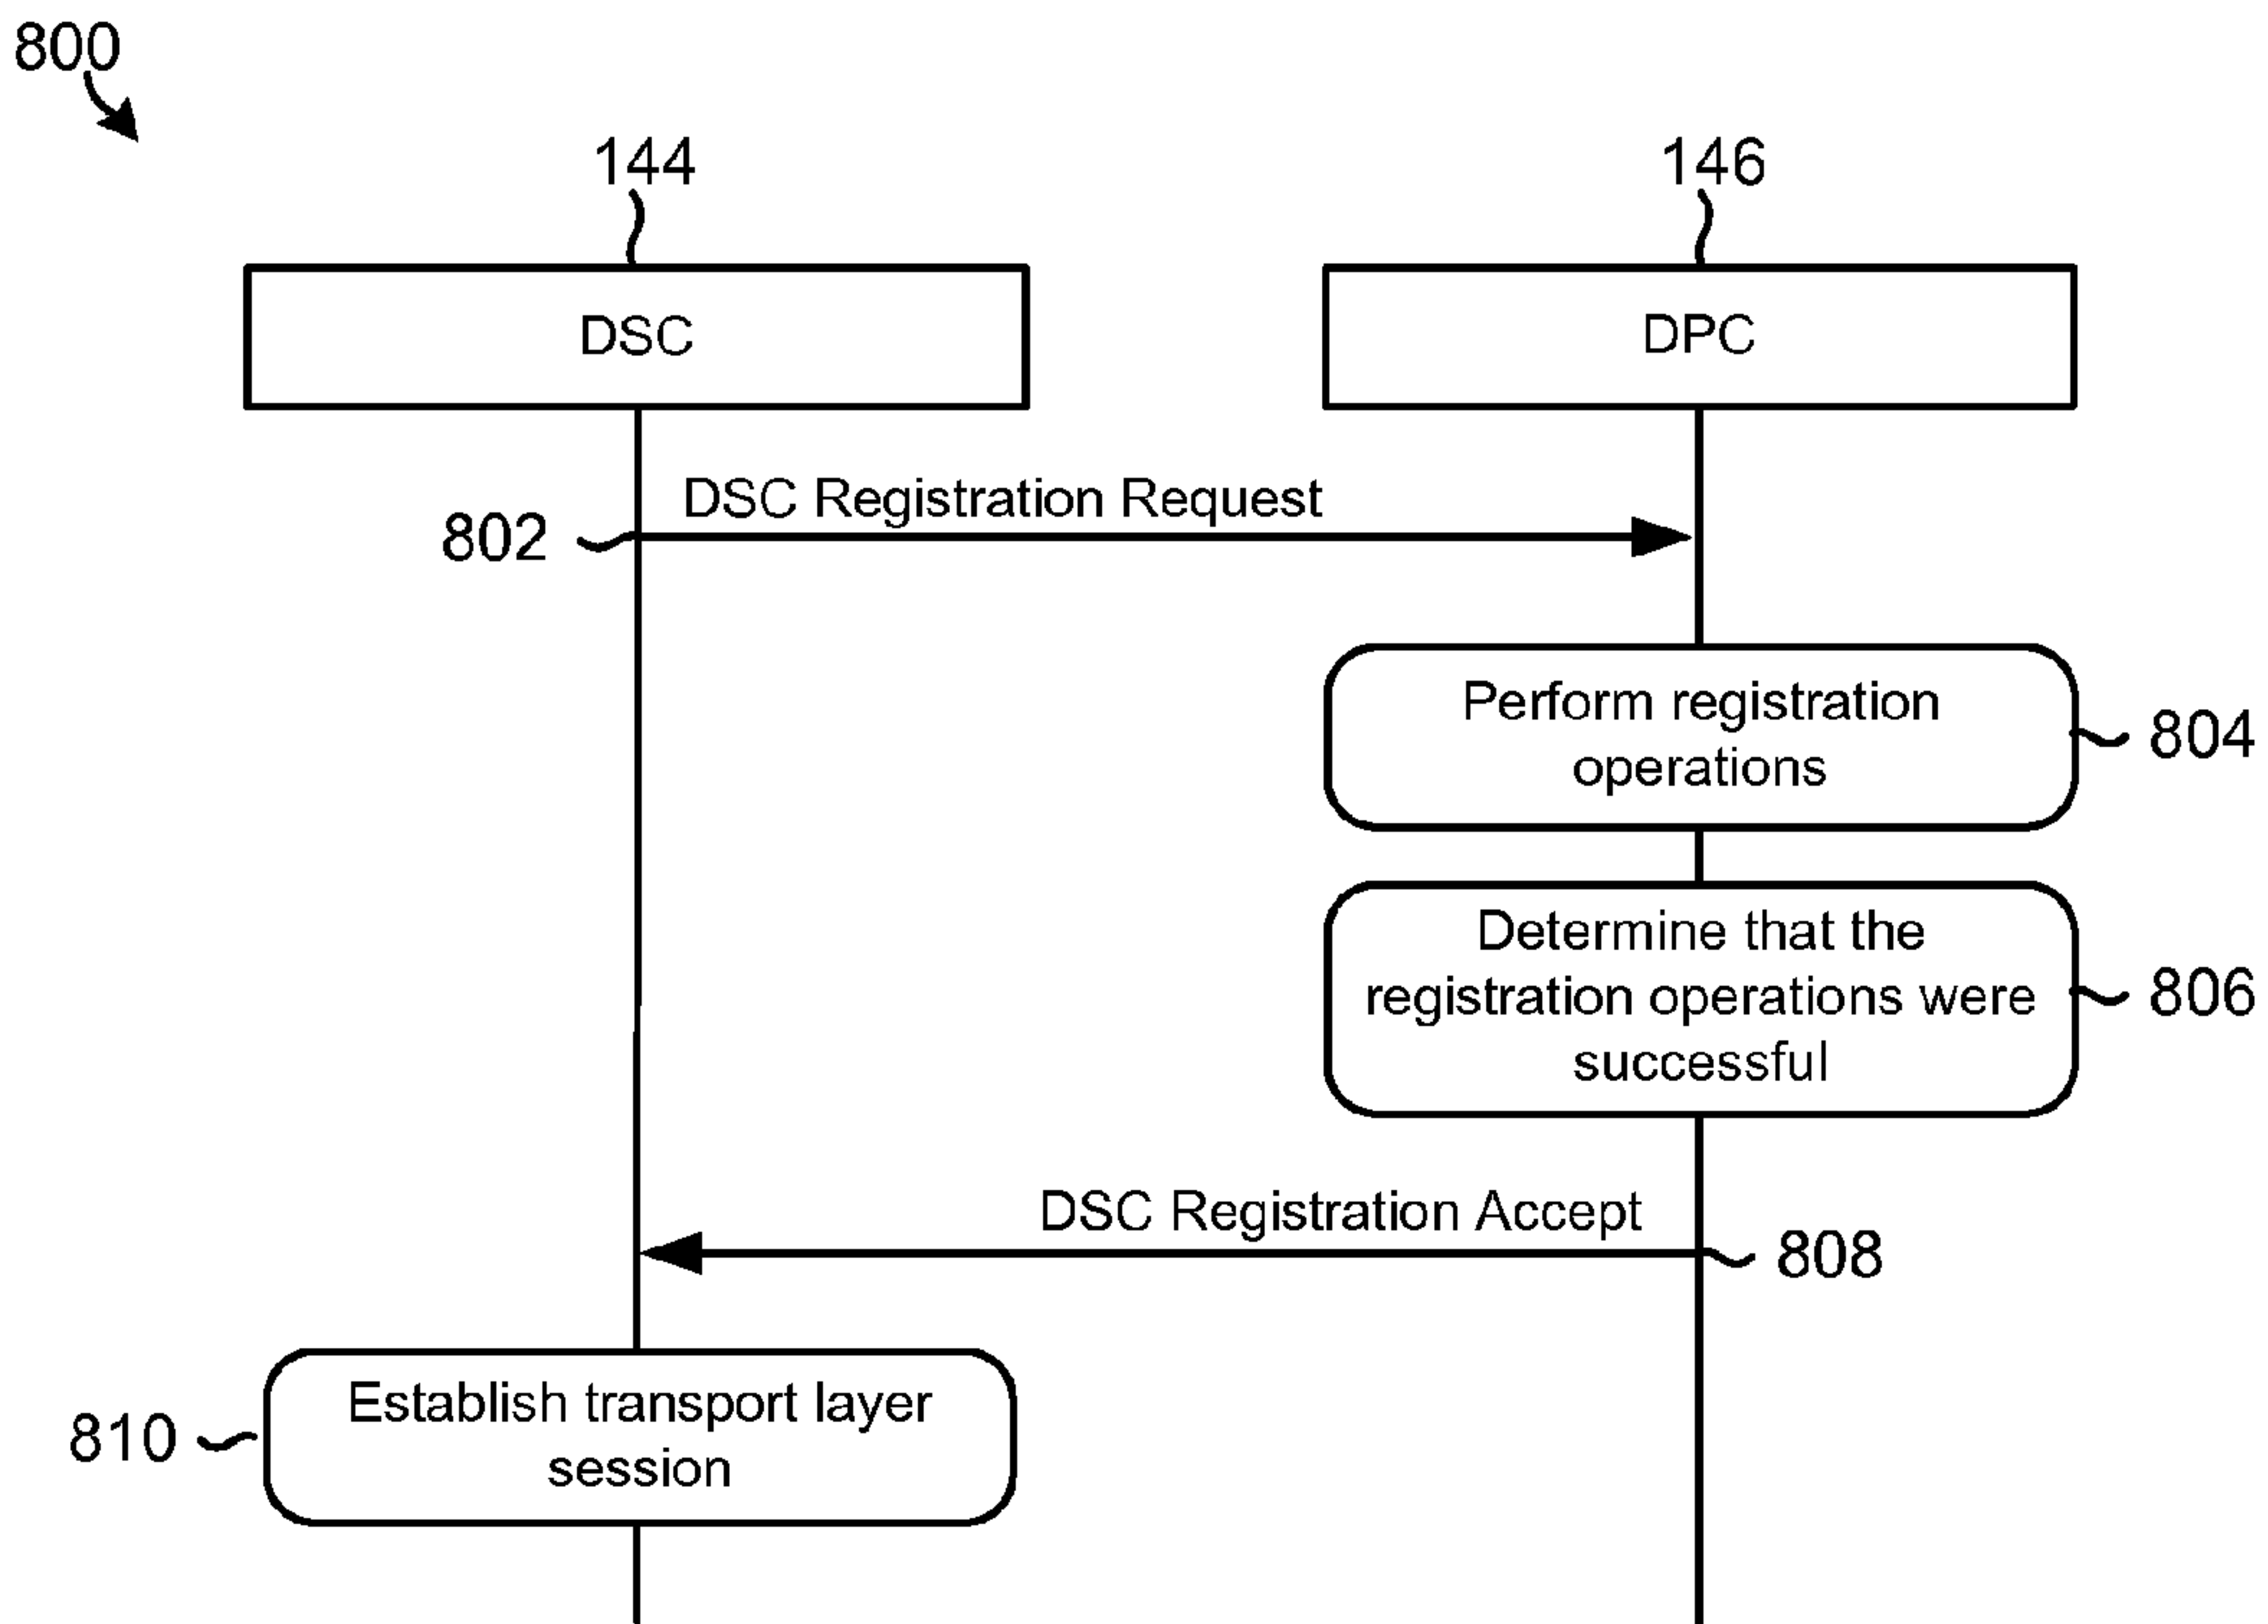 800
144
146
DSC
DPC
DSC Registration Request
802
Perform registration
operations
804
Determine that the
registration operations were
successful
806
DSC Registration Accept
808
Establish transport layer
session
810